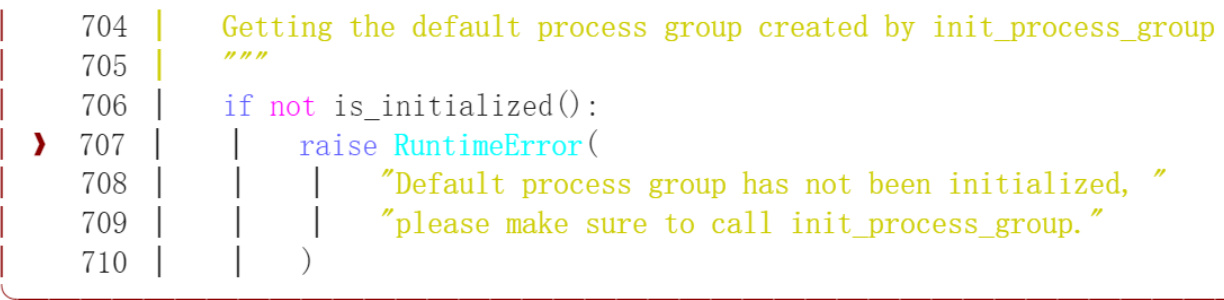 704 │ Getting the default process group created by init_process_group
705 │ """
706 │ if not is_initialized():
❱ 707 │ │ raise RuntimeError(
708 │ │ │ "Default process group has not been initialized, "
709 │ │ │ "please make sure to call init_process_group."
710 │ │ )